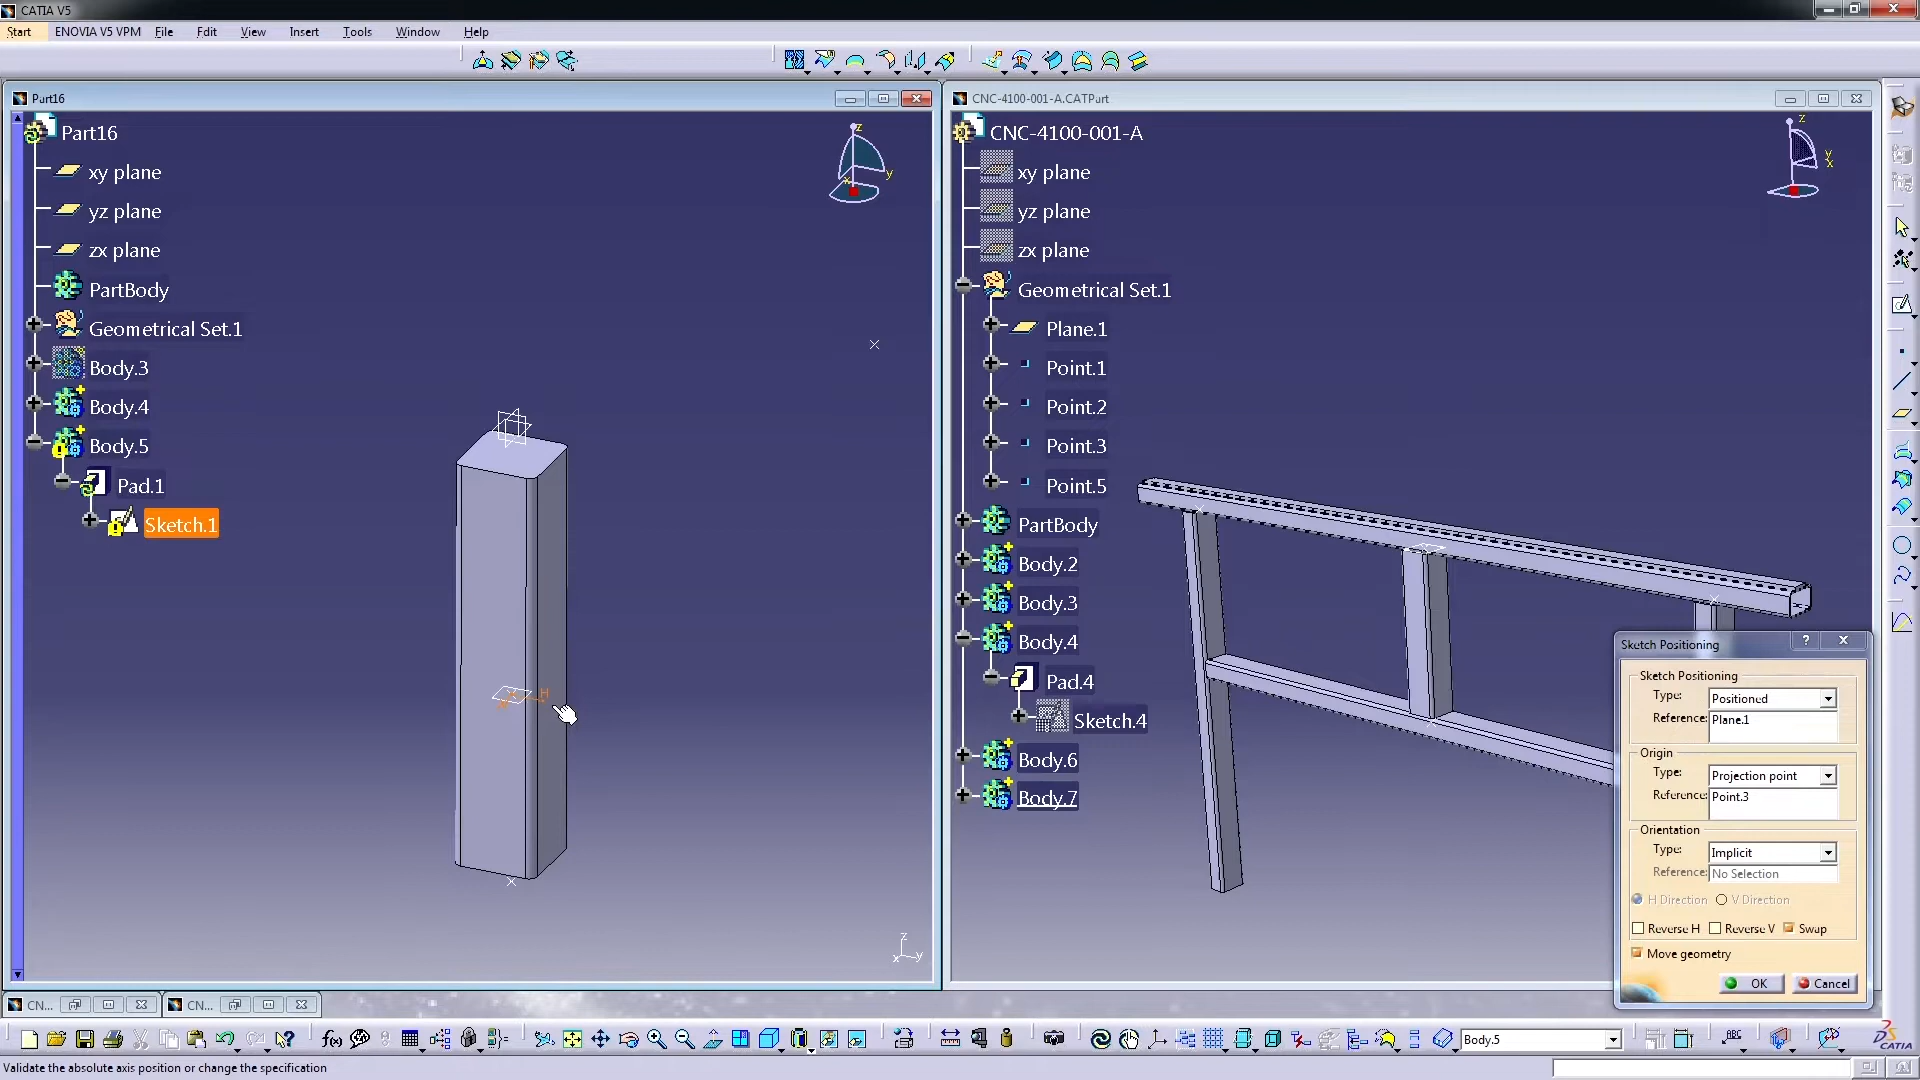 CATIA V5
Start ENOVIA V5 VPM File Edit View Insert Tools Window Help
Part16
Part16
xy plane
yz plane
zx plane
PartBody
Geometrical Set.1
Body.3
Body.4
Body.5
Pad.1
Sketch.1
z
x
y
H
z
x y
CNC-4100-001-A.CATPart
CNC-4100-001-A
xy plane
yz plane
zx plane
Geometrical Set.1
Plane.1
Point.1
Point.2
Point.3
Point.5
PartBody
Body.2
Body.3
Body.4
Pad.4
Sketch.4
Body.6
Body.7
z
y
x
Sketch Positioning
Sketch Positioning
Type: Positioned
Reference: Plane.1
Origin
Type: Projection point
Reference: Point.3
Orientation
Type: Implicit
Reference: No Selection
H Direction V Direction
Reverse H Reverse V Swap
Move geometry
OK Cancel
CN... CN...
f(x)
Body.5
ABC
CATIA
Validate the absolute axis position or change the specification